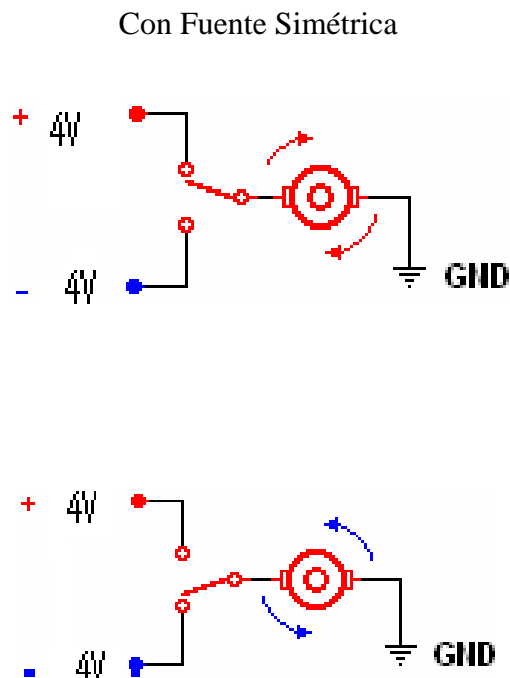 Con Fuente Simétrica
+ 4V
GND
- 4V
+ 4V
GND
- 4V